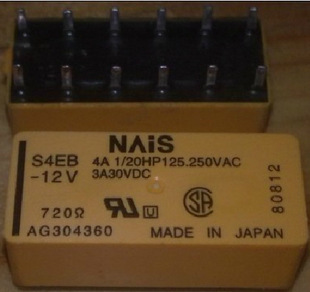 NAiS
S4EB 4A 1/20HP125.250VAC
-12V 3A30VDC
720Ω
80812
AG304360 MADE IN JAPAN